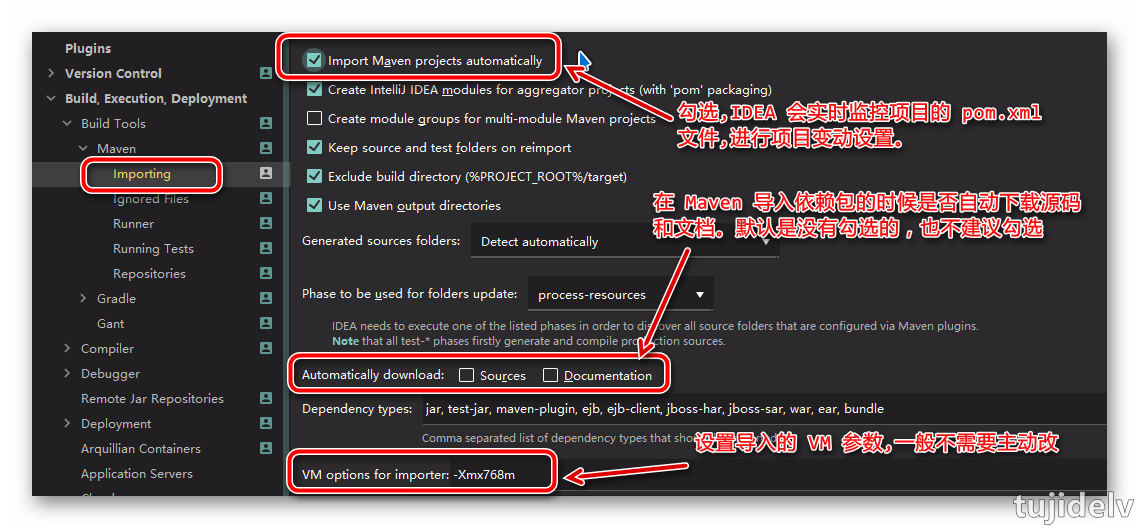 Plugins
Version Control
Build, Execution, Deployment
Build Tools
Maven
Importing
Ignored Files
Runner
Running Tests
Repositories
Gradle
Gant
Compiler
Debugger
Remote Jar Repositories
Deployment
Arquillian Containers
Application Servers
Import Maven projects automatically
Create IntelliJ IDEA modules for aggregator projects (with 'pom' packaging)
勾选,IDEA 会实时监控项目的 pom.xml
文件,进行项目变动设置。
Create module groups for multi-module Maven projects
Keep source and test folders on reimport
Exclude build directory (%PROJECT_ROOT%/target)
Use Maven output directories
在 Maven 导入依赖包的时候是否自动下载源码
和文档。默认是没有勾选的，也不建议勾选
Generated sources folders: Detect automatically
Phase to be used for folders update: process-resources
IDEA needs to execute one of the listed phases in order to discover all source folders that are configured via Maven plugins.
Note that all test-* phases firstly generate and compile production sources.
Automatically download: Sources Documentation
Dependency types: jar, test-jar, maven-plugin, ejb, ejb-client, jboss-har, jboss-sar, war, ear, bundle
Comma separated list of dependency types that
设置导入的 VM 参数,一般不需要主动改
VM options for importer: -Xmx768m
tujidelv